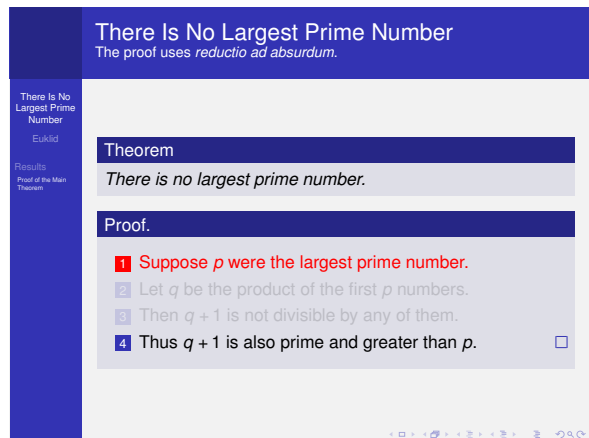 There Is No Largest Prime Number
The proof uses reductio ad absurdum.
There Is No
Largest Prime
Number
Euklid
Results
Proof of the Main
Theorem
Theorem
There is no largest prime number.
Proof.
1 Suppose p were the largest prime number.
2 Let q be the product of the first p numbers.
3 Then q + 1 is not divisible by any of them.
4 Thus q + 1 is also prime and greater than p.